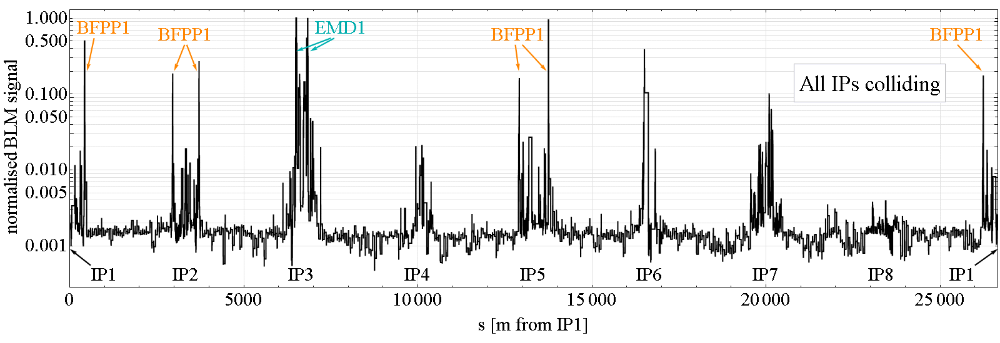 1.000
0.500
0.100
0.050
0.010
0.005
0.001
normalised BLM signal
BFPP1
BFPP1
EMD1
BFPP1
BFPP1
All IPs colliding
IP1
IP2
IP3
IP4
IP5
IP6
IP7
IP8
IP1
0
5000
10 000
15 000
20 000
25 000
s [m from IP1]